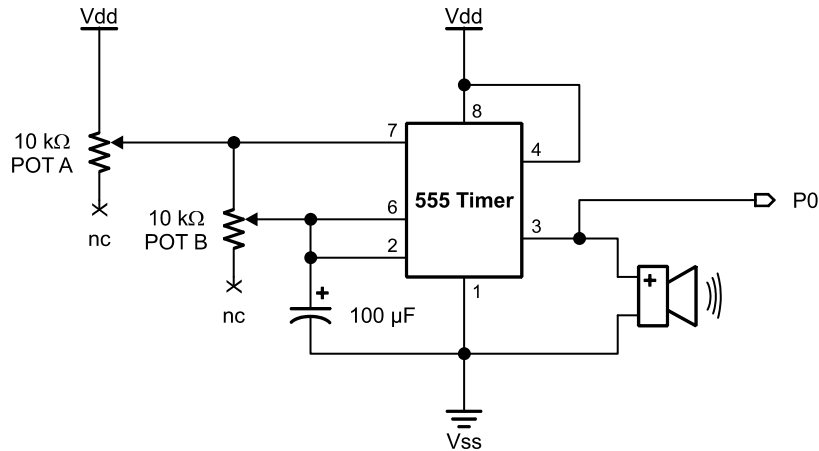 Vdd
Vdd
8
7
10 kΩ
POT A
4
555 Timer
10 kΩ
POT B
6
3
P0
nc
2
+
1
+
100 µF
nc
Vss